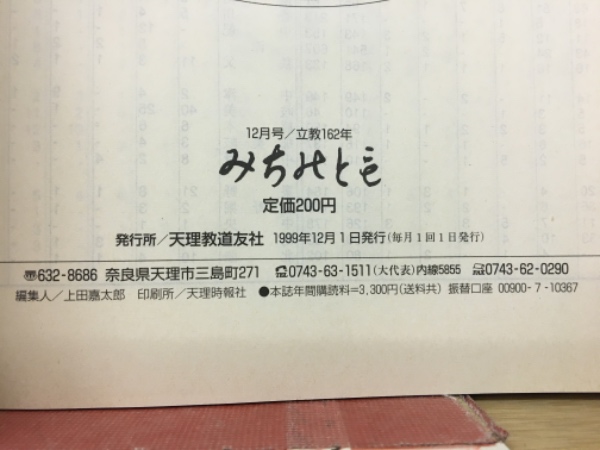 12月号／立教162年
みちのとも
定価200円
発行所／天理教道友社 1999年12月1日発行(毎月1回1日発行)
〠632-8686 奈良県天理市三島町271 ☎0743-63-1511(大代表)内線5855 0743-62-0290
編集人／上田嘉太郎 印刷所／天理時報社 ●本誌年間購読料=3,300円(送料共) 振替口座 00900-7-10367